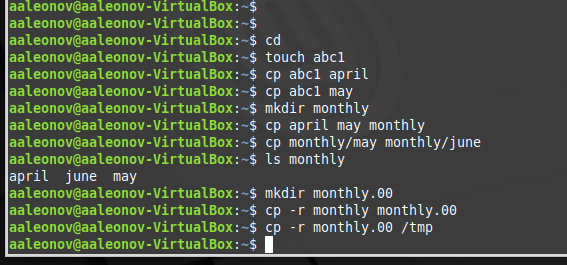 aaleonov@aaleonov-VirtualBox:~$
aaleonov@aaleonov-VirtualBox:~$
aaleonov@aaleonov-VirtualBox:~$ cd
aaleonov@aaleonov-VirtualBox:~$ touch abc1
aaleonov@aaleonov-VirtualBox:~$ cp abc1 april
aaleonov@aaleonov-VirtualBox:~$ cp abc1 may
aaleonov@aaleonov-VirtualBox:~$ mkdir monthly
aaleonov@aaleonov-VirtualBox:~$ cp april may monthly
aaleonov@aaleonov-VirtualBox:~$ cp monthly/may monthly/june
aaleonov@aaleonov-VirtualBox:~$ ls monthly
april  june  may
aaleonov@aaleonov-VirtualBox:~$ mkdir monthly.00
aaleonov@aaleonov-VirtualBox:~$ cp -r monthly monthly.00
aaleonov@aaleonov-VirtualBox:~$ cp -r monthly.00 /tmp
aaleonov@aaleonov-VirtualBox:~$